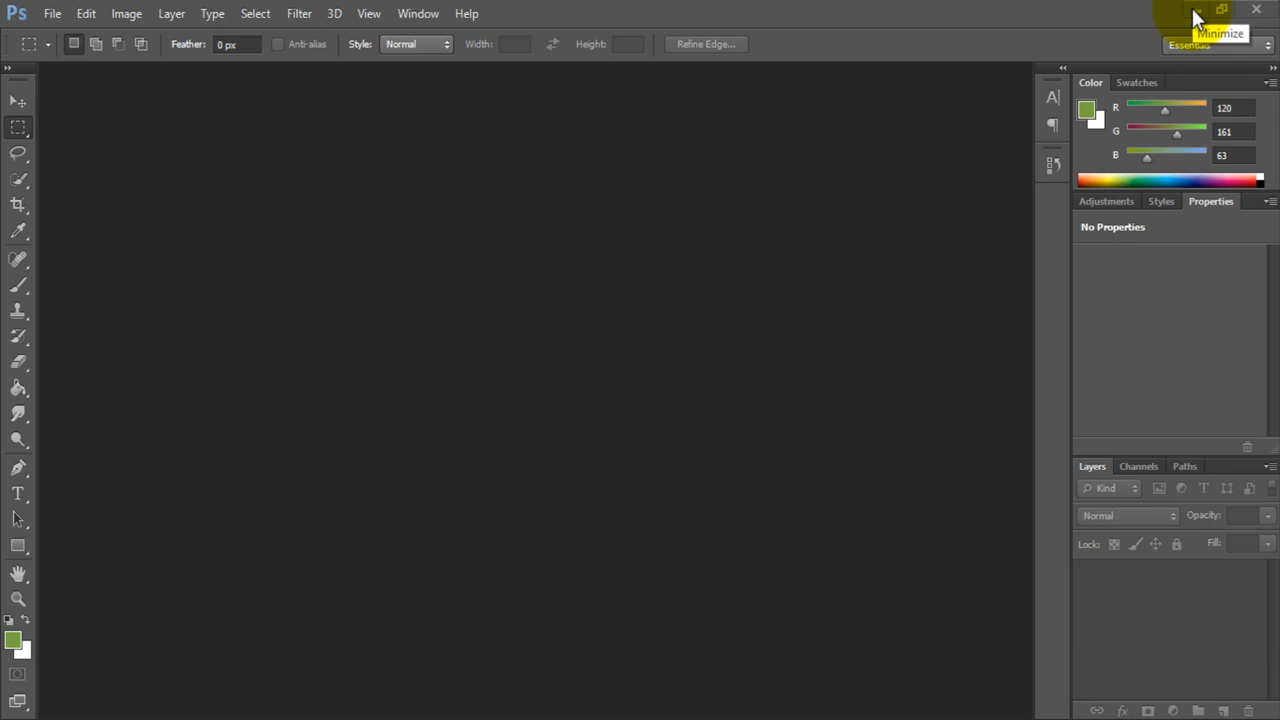 Ps File Edit Image Layer Type Select Filter 3D View Window Help
Minimize
Feather: 0 px Anti-alias Style: Normal Width: Height: Refine Edge... Essentials
Color Swatches
R 120
G 161
B 63
Adjustments Styles Properties
No Properties
Layers Channels Paths
Kind
Normal Opacity:
Lock: Fill: